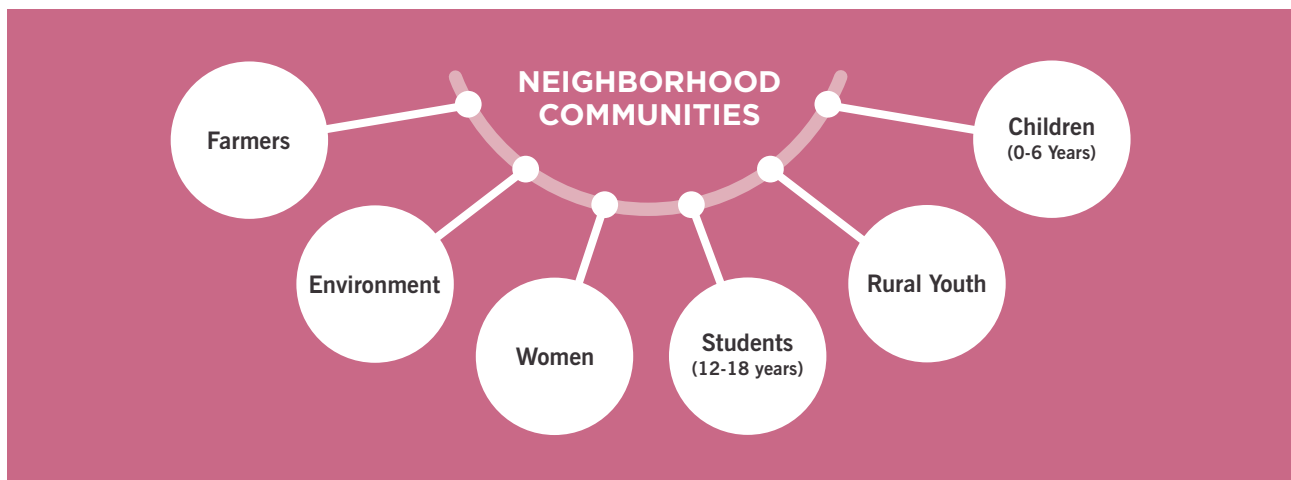 NEIGHBORHOOD
COMMUNITIES
Farmers
Environment
Women
Students
(12-18 years)
Rural Youth
Children
(0-6 Years)